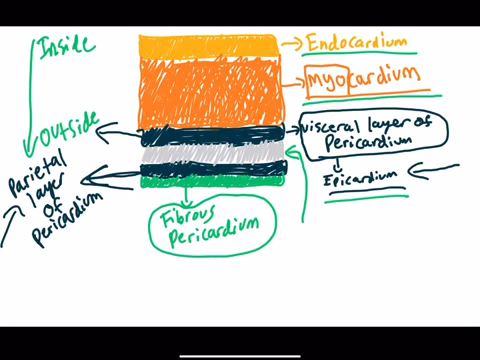 Inside
Endocardium
myocardium
Outside
visceral layer of
Pericardium
Epicardium
Parietal
layer
of
Pericardium
Fibrous
Pericardium